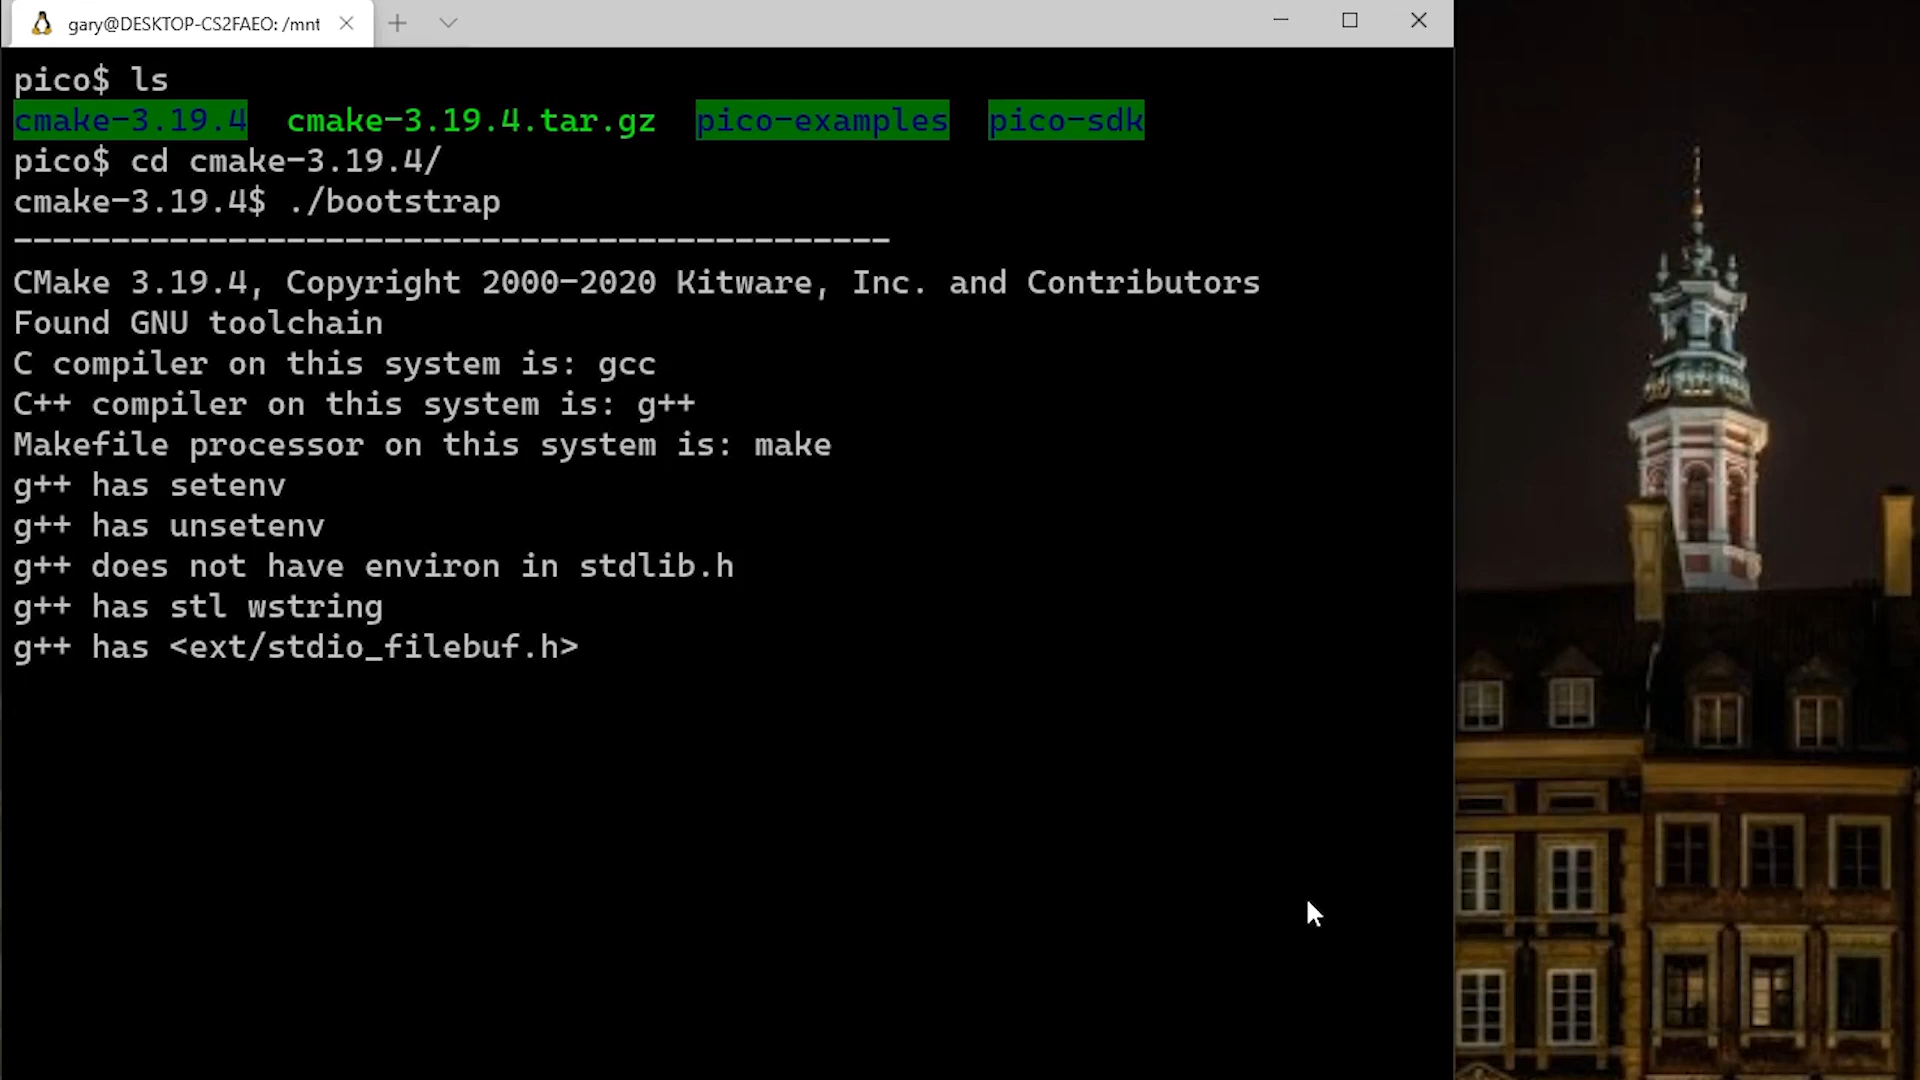 gary@DESKTOP-CS2FAEO: /mnt
pico$ ls
cmake-3.19.4  cmake-3.19.4.tar.gz  pico-examples  pico-sdk
pico$ cd cmake-3.19.4/
cmake-3.19.4$ ./bootstrap
---------------------------------------------
CMake 3.19.4, Copyright 2000-2020 Kitware, Inc. and Contributors
Found GNU toolchain
C compiler on this system is: gcc
C++ compiler on this system is: g++
Makefile processor on this system is: make
g++ has setenv
g++ has unsetenv
g++ does not have environ in stdlib.h
g++ has stl wstring
g++ has <ext/stdio_filebuf.h>